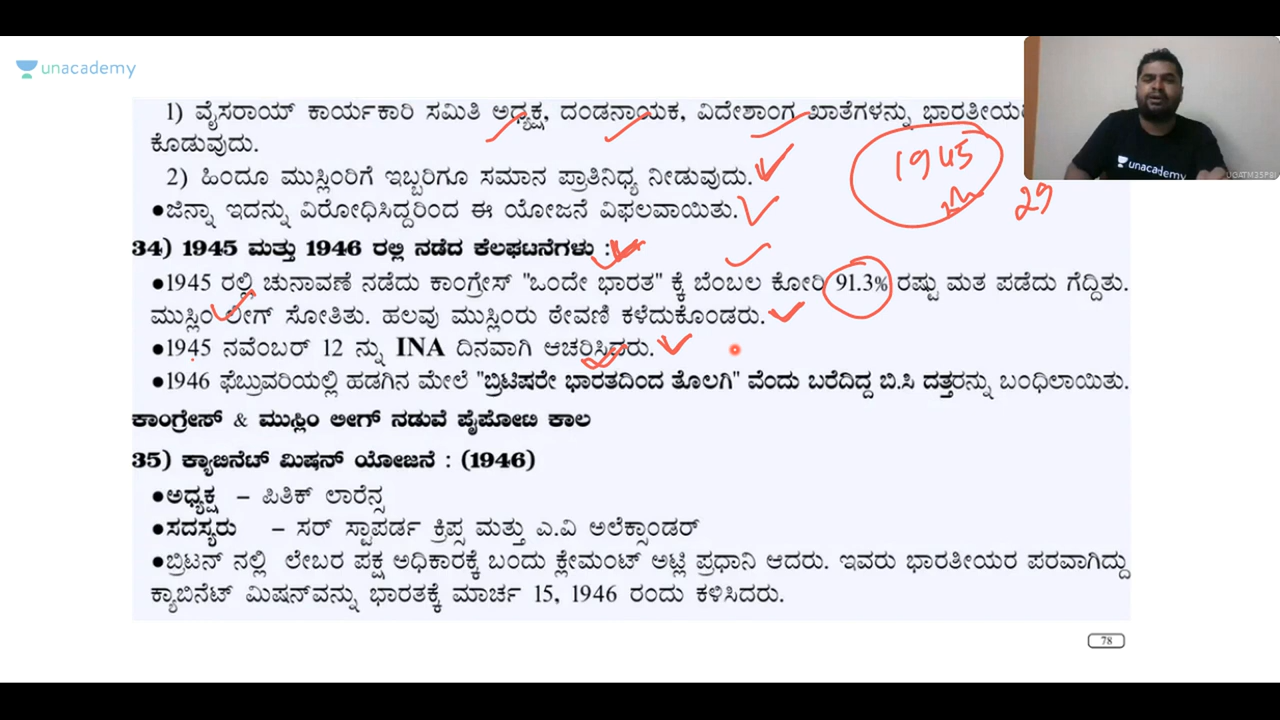 unacademy
1) ವೈಸರಾಯ್ ಕಾರ್ಯಕಾರಿ ಸಮಿತಿ ಅಧ್ಯಕ್ಷ, ದಂಡನಾಯಕ, ವಿದೇಶಾಂಗ ಖಾತೆಗಳನ್ನು
ಕೊಡುವುದು.
2) ಹಿಂದೂ ಮುಸ್ಲಿಂರಿಗೆ ಇಬ್ಬರಿಗೂ ಸಮಾನ ಪ್ರಾತಿನಿಧ್ಯ ನೀಡುವುದು.
1945
29
unacademy
●ಜಿನ್ನಾ ಇದನ್ನು ವಿರೋಧಿಸಿದ್ದರಿಂದ ಈ ಯೋಜನೆ ವಿಫಲವಾಯಿತು.
34) 1945 ಮತ್ತು 1946 ರಲ್ಲಿ ನಡೆದ ಕೆಲಘಟನೆಗಳು :
●1945 ರಲ್ಲಿ ಚುನಾವಣೆ ನಡೆದು ಕಾಂಗ್ರೇಸ್ "ಒಂದೇ ಭಾರತ" ಕ್ಕೆ ಬೆಂಬಲ ಕೋರಿ 91.3% ರಷ್ಟು ಮತ ಪಡೆದು ಗೆದ್ದಿತು.
ಮುಸ್ಲಿಂ ಲೀಗ್ ಸೋತಿತು. ಹಲವು ಮುಸ್ಲಿಂರು ಠೇವಣಿ ಕಳೆದುಕೊಂಡರು.
●1945 ನವೆಂಬರ್ 12 ನ್ನು INA ದಿನವಾಗಿ ಆಚರಿಸಿದರು.
●1946 ಫೆಬ್ರುವರಿಯಲ್ಲಿ ಹಡಗಿನ ಮೇಲೆ "ಬ್ರಿಟಿಷರೇ ಭಾರತದಿಂದ ತೊಲಗಿ" ವೆಂದು ಬರೆದಿದ್ದ ಬಿ.ಸಿ ದತ್ತರನ್ನು ಬಂಧಿಲಾಯಿತು.
ಕಾಂಗ್ರೇಸ್ & ಮುಸ್ಲಿಂ ಲೀಗ್ ನಡುವೆ ಪೈಪೋಟಿ ಕಾಲ
35) ಕ್ಯಾಬಿನೆಟ್ ಮಿಷನ್ ಯೋಜನೆ : (1946)
●ಅಧ್ಯಕ್ಷ – ಪಿತಿಕ್ ಲಾರೆನ್ಸ
●ಸದಸ್ಯರು – ಸರ್ ಸ್ಟಾಪರ್ಡ ಕ್ರಿಪ್ಸ ಮತ್ತು ಎ.ವಿ ಅಲೆಕ್ಸಾಂಡರ್
●ಬ್ರಿಟನ್ ನಲ್ಲಿ ಲೇಬರ ಪಕ್ಷ ಅಧಿಕಾರಕ್ಕೆ ಬಂದು ಕ್ಲೇಮಂಟ್ ಅಟ್ಲಿ ಪ್ರಧಾನಿ ಆದರು. ಇವರು ಭಾರತೀಯರ ಪರವಾಗಿದ್ದು
ಕ್ಯಾಬಿನೆಟ್ ಮಿಷನ್‌ವನ್ನು ಭಾರತಕ್ಕೆ ಮಾರ್ಚ 15, 1946 ರಂದು ಕಳಿಸಿದರು.
78